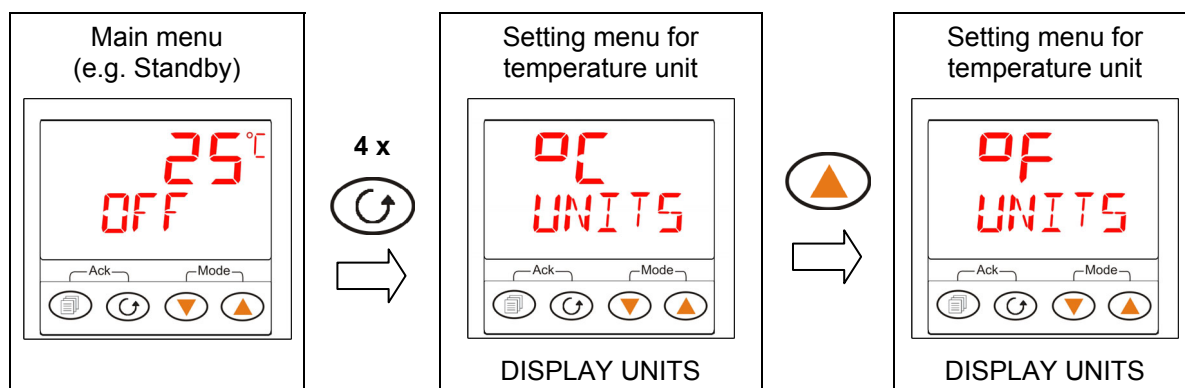 Main menu
(e.g. Standby)
25°C
OFF
Ack
Mode
4 x
Setting menu for
temperature unit
°C
UNITS
Ack
Mode
DISPLAY UNITS
Setting menu for
temperature unit
°F
UNITS
Ack
Mode
DISPLAY UNITS